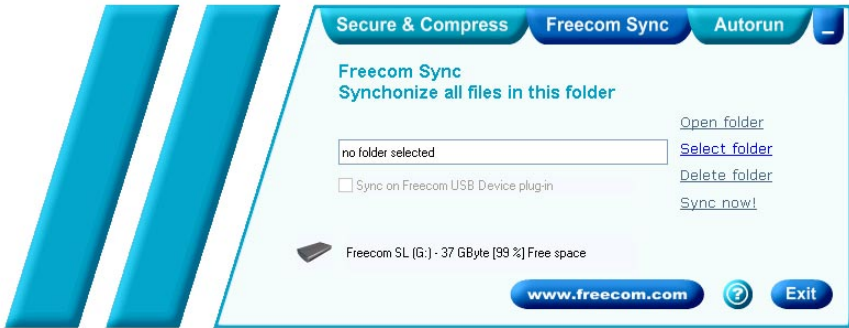 Secure & Compress
Freecom Sync
Autorun
_
Freecom Sync
Synchonize all files in this folder
Open folder
no folder selected
Select folder
Sync on Freecom USB Device plug-in
Delete folder
Sync now!
Freecom SL (G:) - 37 GByte [99 %] Free space
www.freecom.com
?
Exit